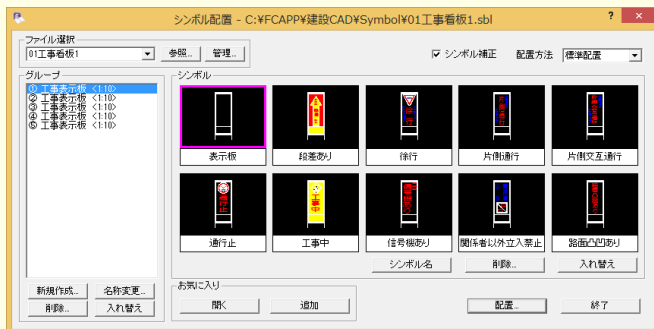 シンボル配置 - C:¥FCAPP¥建設CAD¥Symbol¥01工事看板1.sbl
? ×
ファイル選択
01工事看板1
参照...
管理...
シンボル補正
配置方法
標準配置
グループ
① 工事表示板 <1:10>
② 工事表示板 <1:10>
③ 工事表示板 <1:10>
④ 工事表示板 <1:10>
⑤ 工事表示板 <1:10>
シンボル
表示板
段差あり
徐行
片側通行
片側交互通行
工事中
通行止
工事中
信号機あり
関係者以外立入禁止
路面凸凹あり
シンボル名
削除...
入れ替え
新規作成...
名称変更...
削除...
入れ替え
お気に入り
開く
追加
配置...
終了